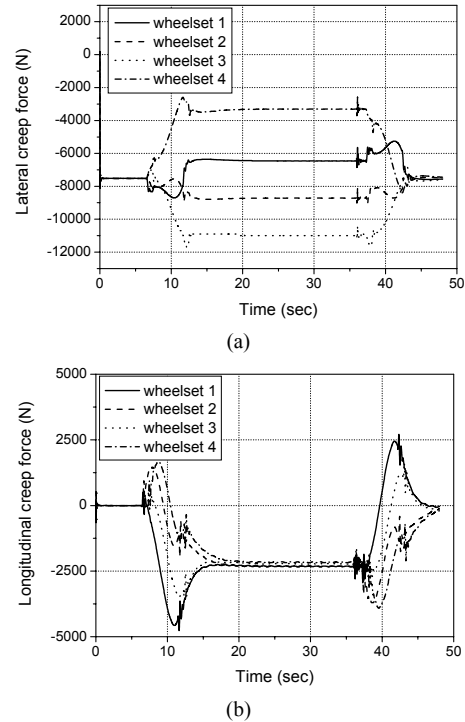 Lateral creep force (N)
2000
0
-2000
-4000
-6000
-8000
-10000
-12000
wheelset 1
wheelset 2
wheelset 3
wheelset 4
0 10 20 30 40 50
Time (sec)
(a)
Longitudinal creep force (N)
5000
2500
0
-2500
-5000
wheelset 1
wheelset 2
wheelset 3
wheelset 4
0 10 20 30 40 50
Time (sec)
(b)